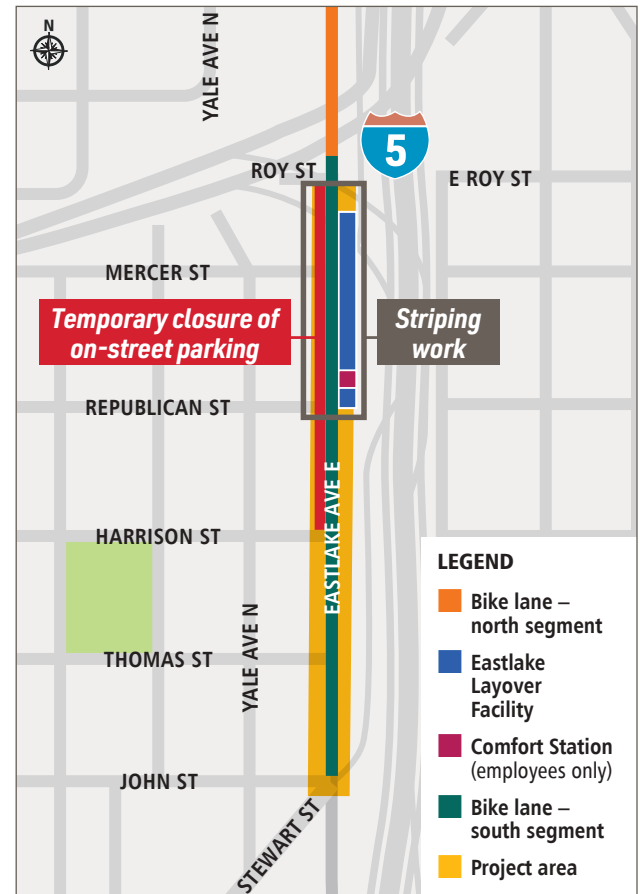 N
YALE AVE N
5
ROY ST
E ROY ST
MERCER ST
Temporary closure of
on-street parking
Striping
work
REPUBLICAN ST
EASTLAKE AVE E
HARRISON ST
YALE AVE N
THOMAS ST
JOHN ST
STEWART ST
LEGEND
Bike lane –
north segment
Eastlake
Layover
Facility
Comfort Station
(employees only)
Bike lane –
south segment
Project area